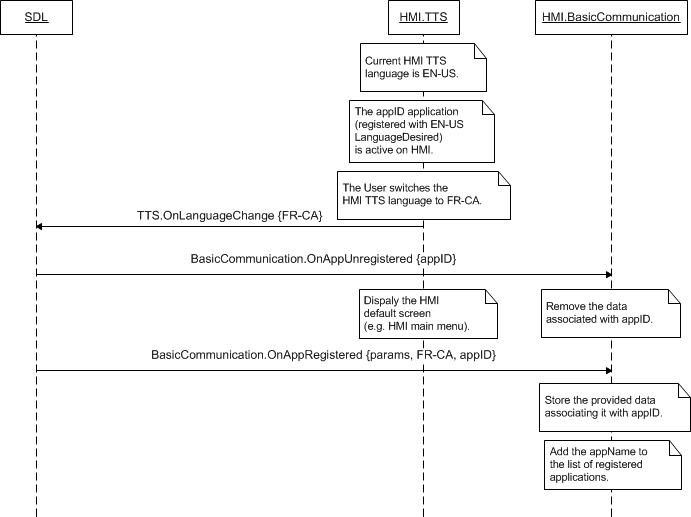 SDL
HMI.TTS
HMI.BasicCommunication
Current HMI TTS
language is EN-US.
The appID application
(registered with EN-US
LanguageDesired)
is active on HMI.
The User switches the
HMI TTS language to FR-CA.
TTS.OnLanguageChange {FR-CA}
BasicCommunication.OnAppUnregistered {appID}
Dispaly the HMI
default screen
(e.g. HMI main menu).
Remove the data
associated with appID.
BasicCommunication.OnAppRegistered {params, FR-CA, appID}
Store the provided data
associating it with appID.
Add the appName to
the list of registered
applications.